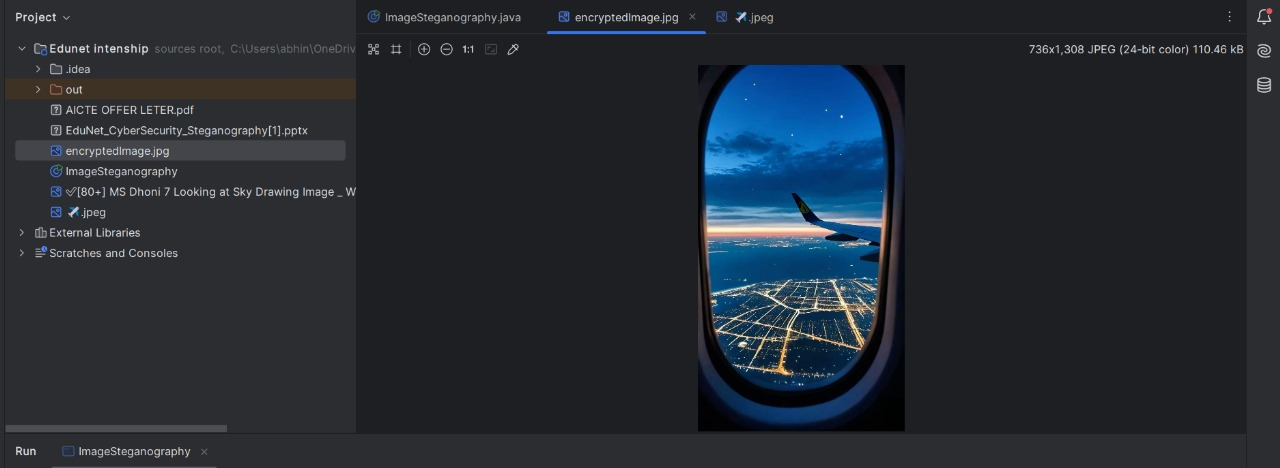 Project
ImageSteganography.java
encryptedImage.jpg
✈️.jpeg
Edunet intenship sources root, C:\Users\abhin\OneDriv
1:1
736x1,308 JPEG (24-bit color) 110.46 kB
.idea
out
AICTE OFFER LETER.pdf
EduNet_CyberSecurity_Steganography[1].pptx
encryptedImage.jpg
ImageSteganography
✅[80+] MS Dhoni 7 Looking at Sky Drawing Image _ W
✈️.jpeg
External Libraries
Scratches and Consoles
Run
ImageSteganography